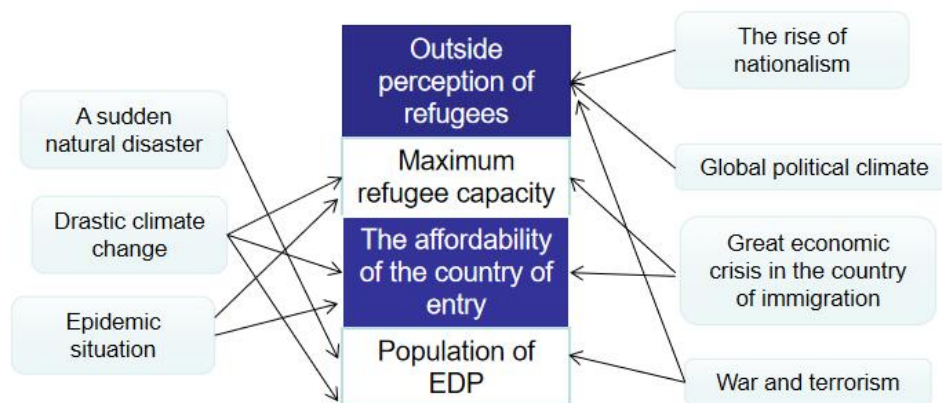 A sudden
natural disaster
Drastic climate
change
Epidemic
situation
Outside
perception of
refugees
Maximum
refugee capacity
The affordability
of the country of
entry
Population of
EDP
The rise of
nationalism
Global political climate
Great economic
crisis in the country
of immigration
War and terrorism